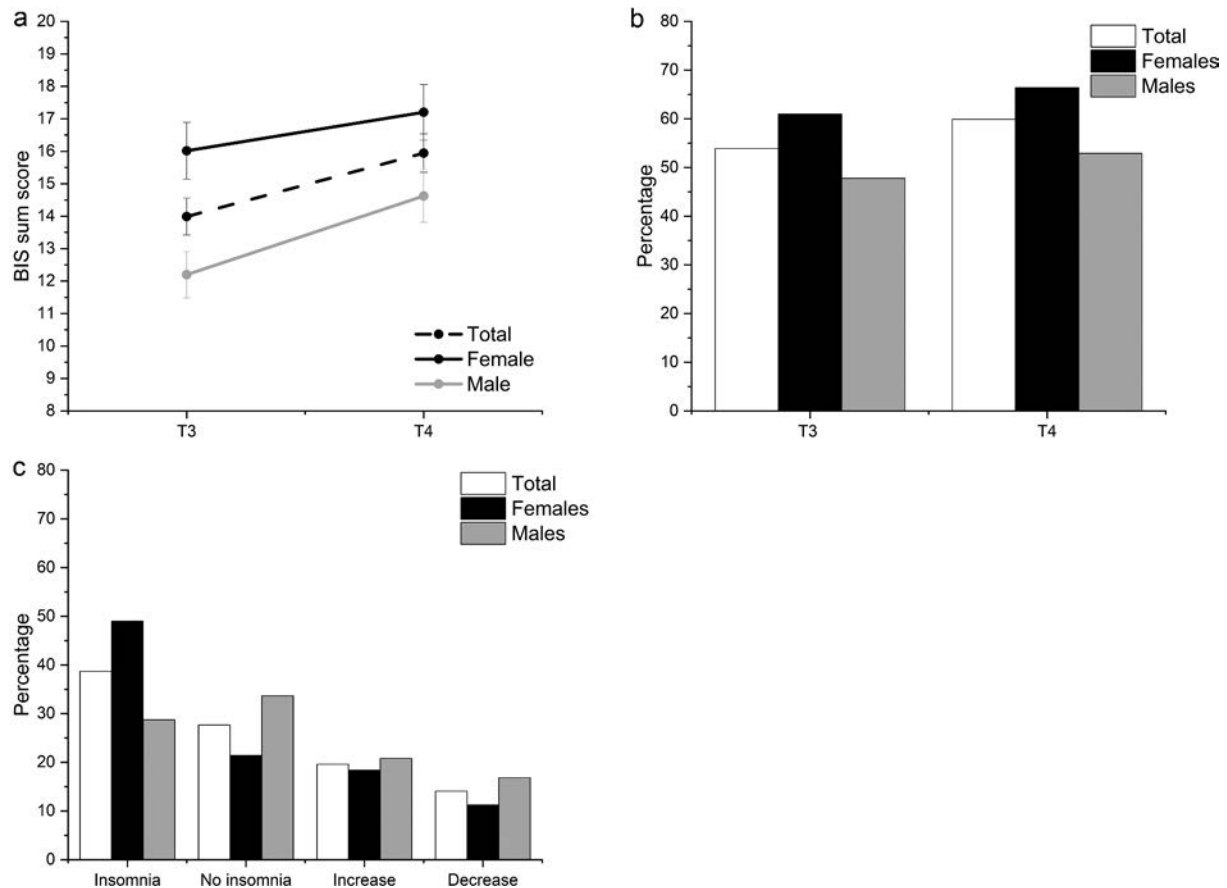 a
20
19
18
17
16
15
14
13
12
11
10
9
8
BIS sum score
Total
Female
Male
T3 T4
b
80
70
60
50
40
30
20
10
0
Percentage
Total
Females
Males
T3 T4
c
80
70
60
50
40
30
20
10
0
Percentage
Total
Females
Males
Insomnia No insomnia Increase Decrease